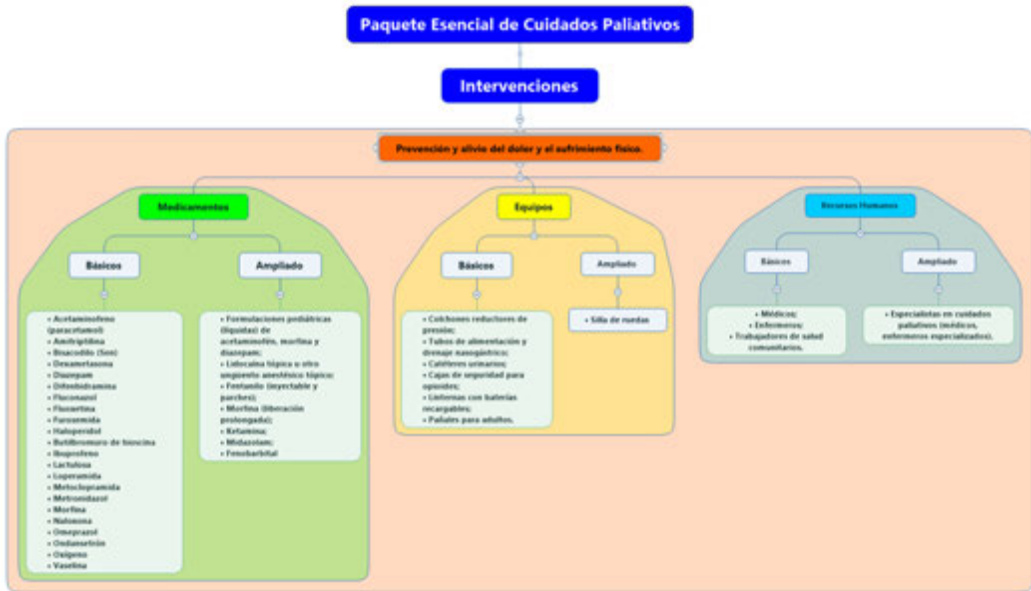 Paquete Esencial de Cuidados Paliativos
Intervenciones
Prevención y alivio del dolor y el sufrimiento físico.
Medicamentos
Básicos
• Acetaminofeno
(paracetamol)
• Amitriptilina
• Bisacodilo (Sen)
• Dexametasona
• Diazepam
• Difenhidramina
• Fluconazol
• Fluoxetina
• Furosemida
• Haloperidol
• Butilbromuro de hioscina
• Ibuprofeno
• Lactulosa
• Loperamida
• Metoclopramida
• Metronidazol
• Morfina
• Naloxona
• Omeprazol
• Ondansetrón
• Oxígeno
• Vaselina
Ampliado
• Formulaciones pediátricas
(líquidas) de
acetaminofén, morfina y
diazepam;
• Lidocaína tópica u otro
ungüento anestésico tópico;
• Fentanilo (inyectable y
parches);
• Morfina (liberación
prolongada);
• Ketamina;
• Midazolam;
• Fenobarbital
Equipos
Básicos
• Colchones reductores de
presión;
• Tubos de alimentación y
drenaje nasogástrico;
• Catéteres urinarios;
• Cajas de seguridad para
opioides;
• Linternas con baterías
recargables;
• Pañales para adultos.
Ampliado
• Silla de ruedas
Recursos Humanos
Básicos
• Médicos;
• Enfermeros;
• Trabajadores de salud
comunitarios.
Ampliado
• Especialistas en cuidados
paliativos (médicos,
enfermeros especializados).